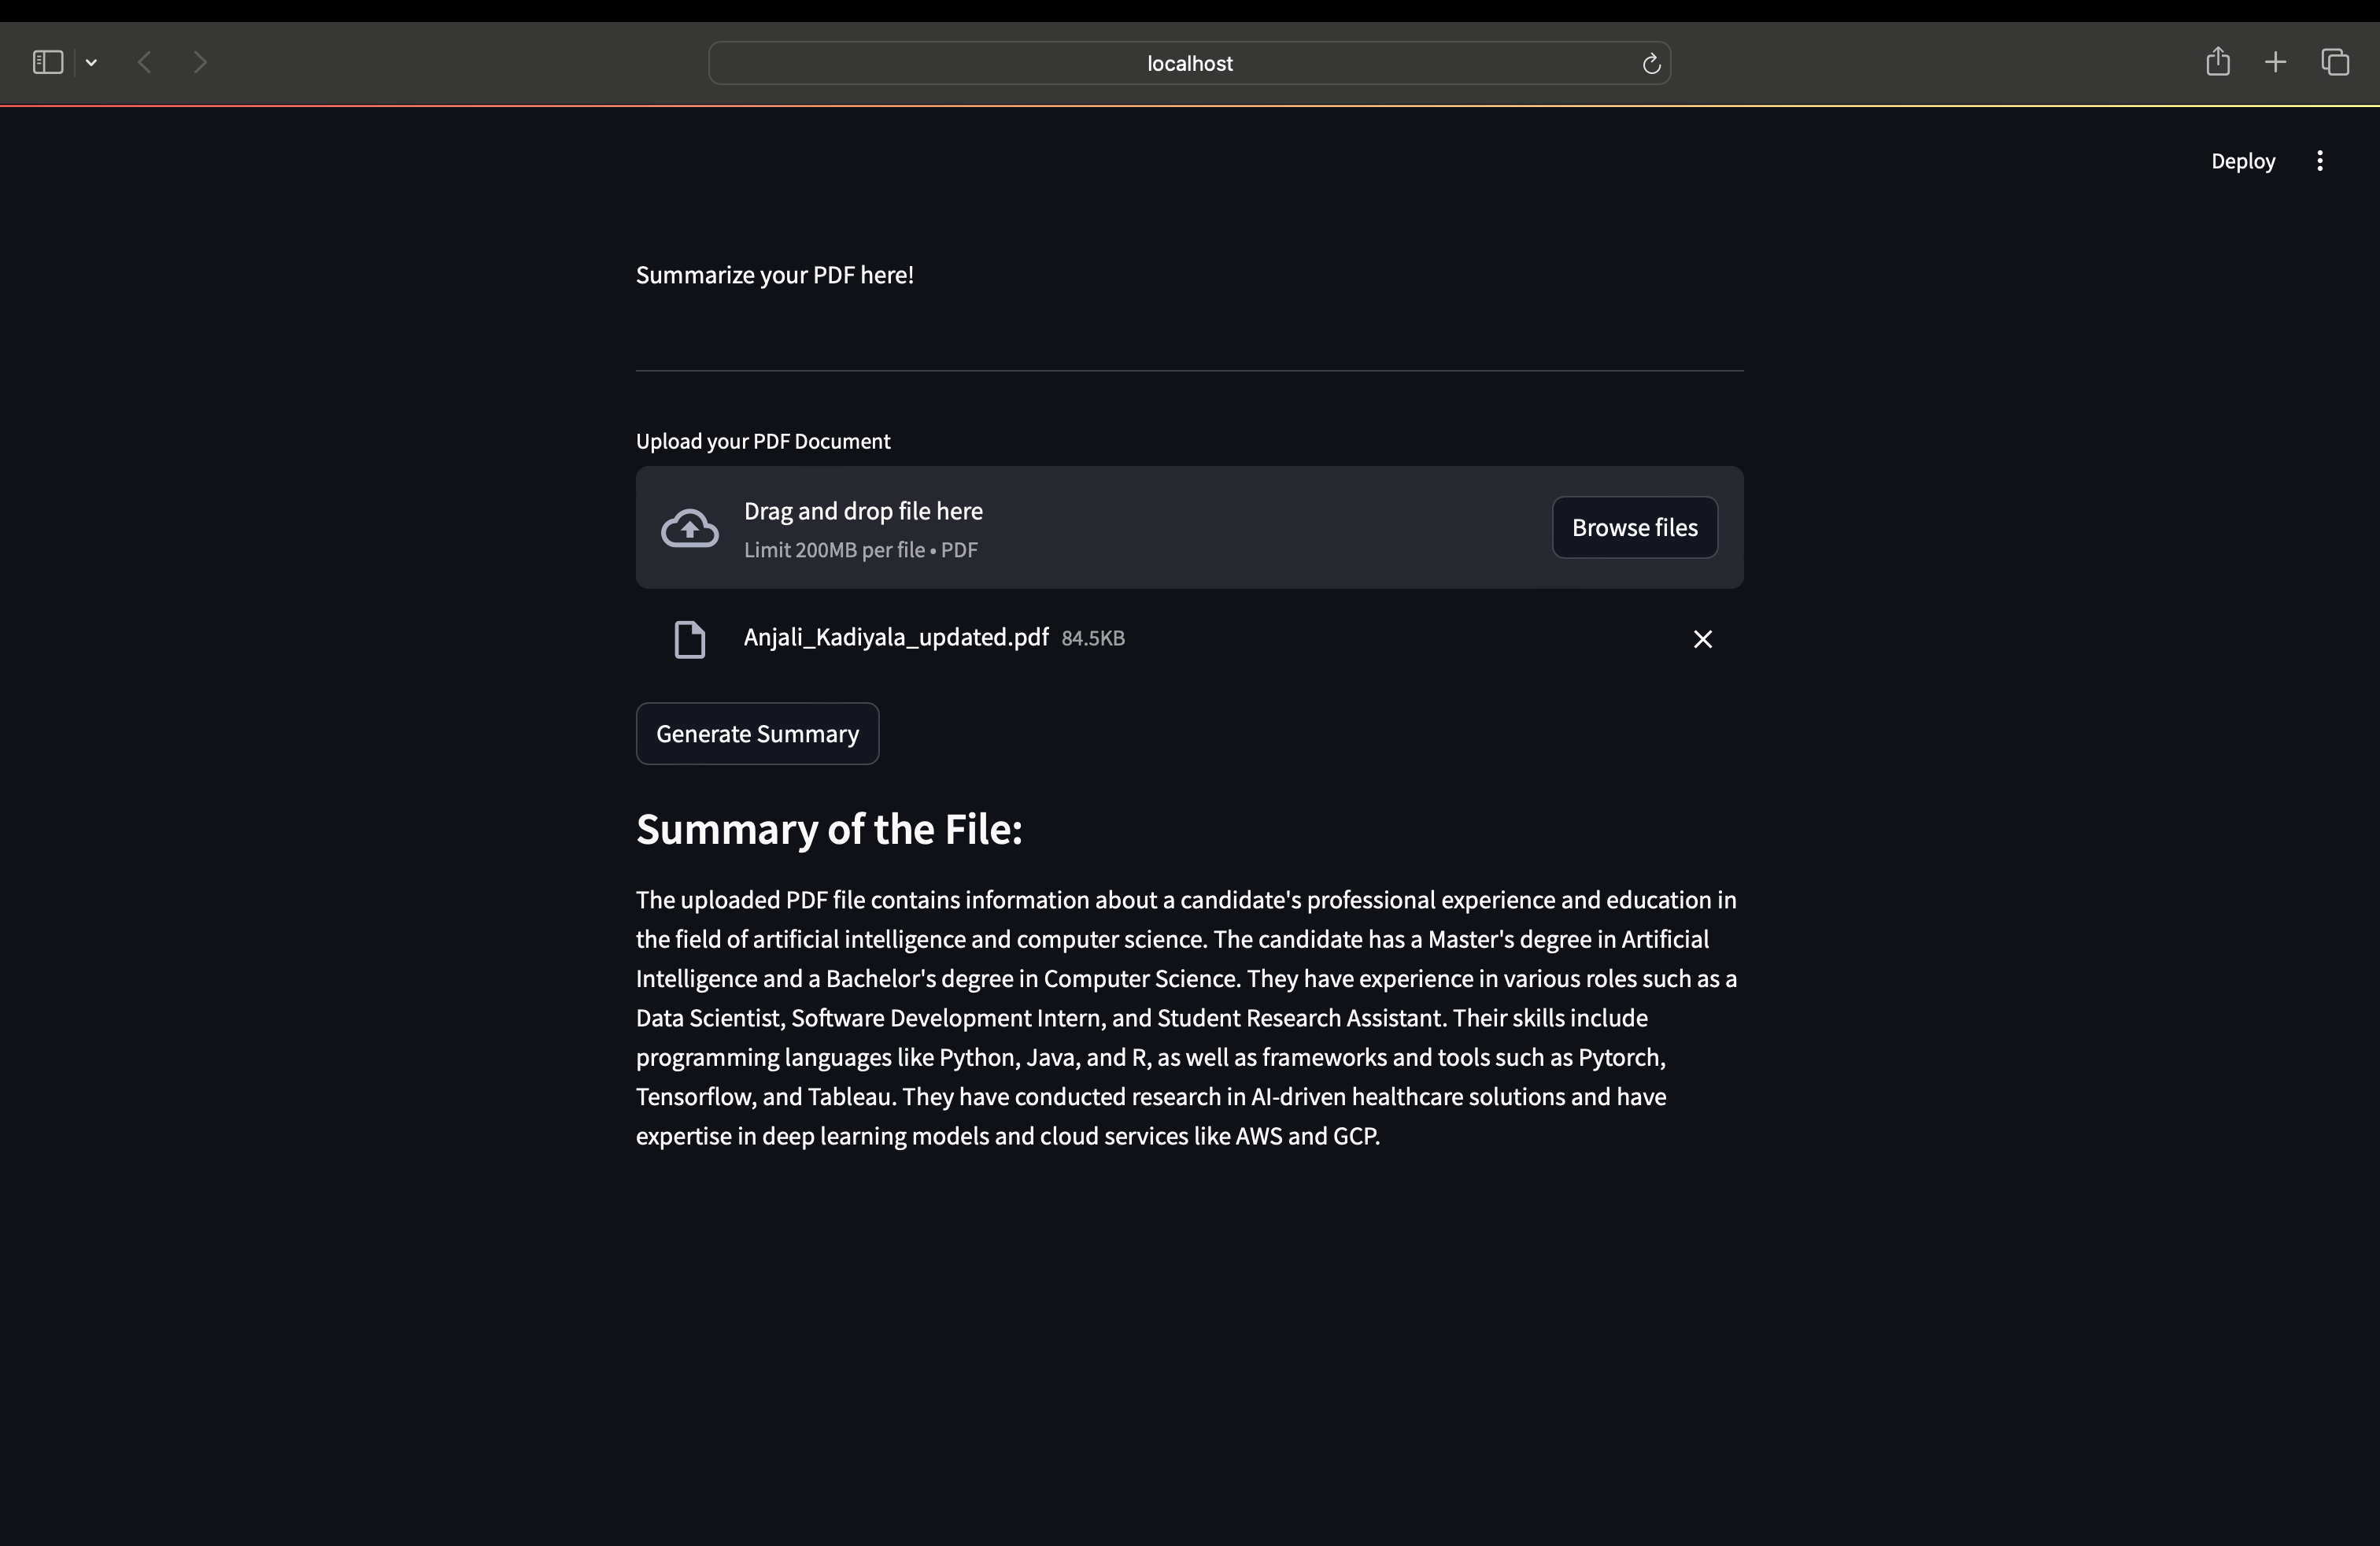 localhost
Deploy
Summarize your PDF here!
Upload your PDF Document
Drag and drop file here
Limit 200MB per file • PDF
Browse files
Anjali_Kadiyala_updated.pdf 84.5KB
Generate Summary
Summary of the File:
The uploaded PDF file contains information about a candidate's professional experience and education in
the field of artificial intelligence and computer science. The candidate has a Master's degree in Artificial
Intelligence and a Bachelor's degree in Computer Science. They have experience in various roles such as a
Data Scientist, Software Development Intern, and Student Research Assistant. Their skills include
programming languages like Python, Java, and R, as well as frameworks and tools such as Pytorch,
Tensorflow, and Tableau. They have conducted research in AI-driven healthcare solutions and have
expertise in deep learning models and cloud services like AWS and GCP.